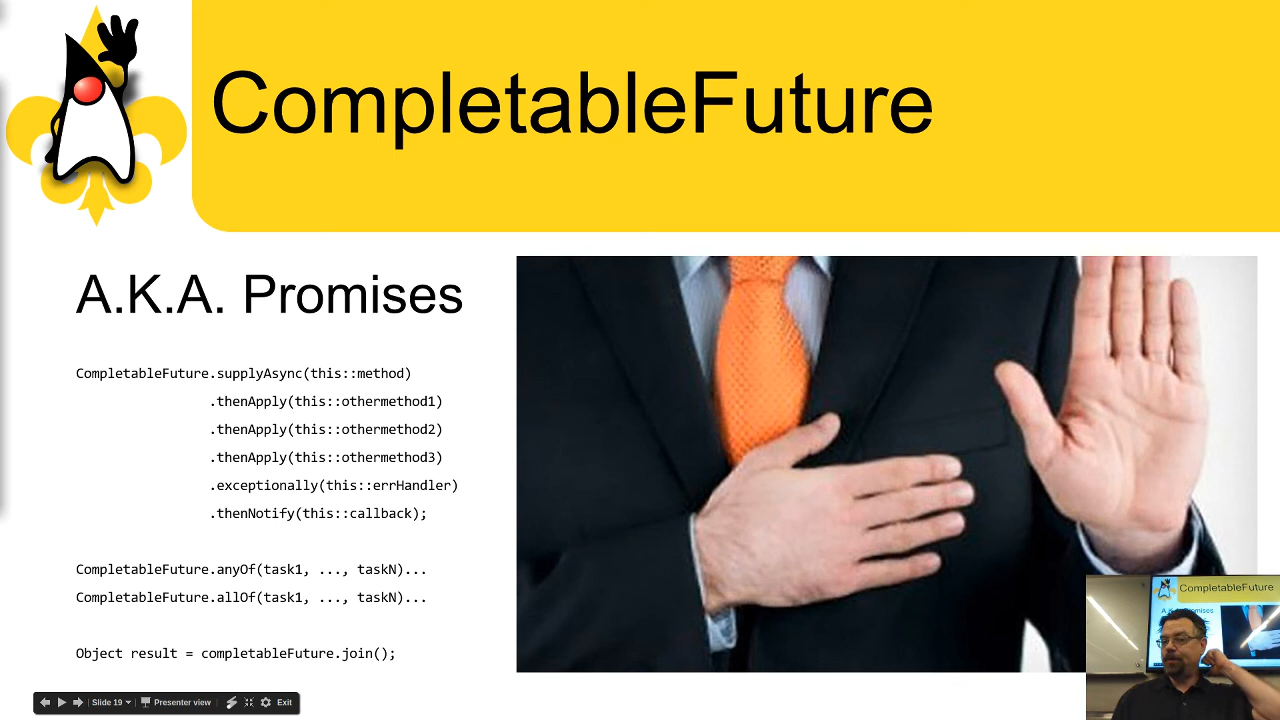 CompletableFuture
A.K.A. Promises
CompletableFuture.supplyAsync(this::method)
.thenApply(this::othermethod1)
.thenApply(this::othermethod2)
.thenApply(this::othermethod3)
.exceptionally(this::errHandler)
.thenNotify(this::callback);
CompletableFuture.anyOf(task1, ..., taskN)...
CompletableFuture.allOf(task1, ..., taskN)...
Object result = completableFuture.join();
Slide 19
Presenter view
Exit
CompletableFuture
A.K.A. Promises